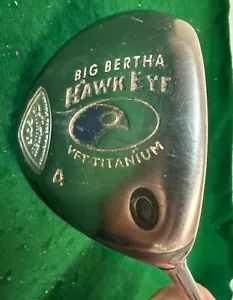 BIG BERTHA
HAWK EYE
VFT TITANIUM
4